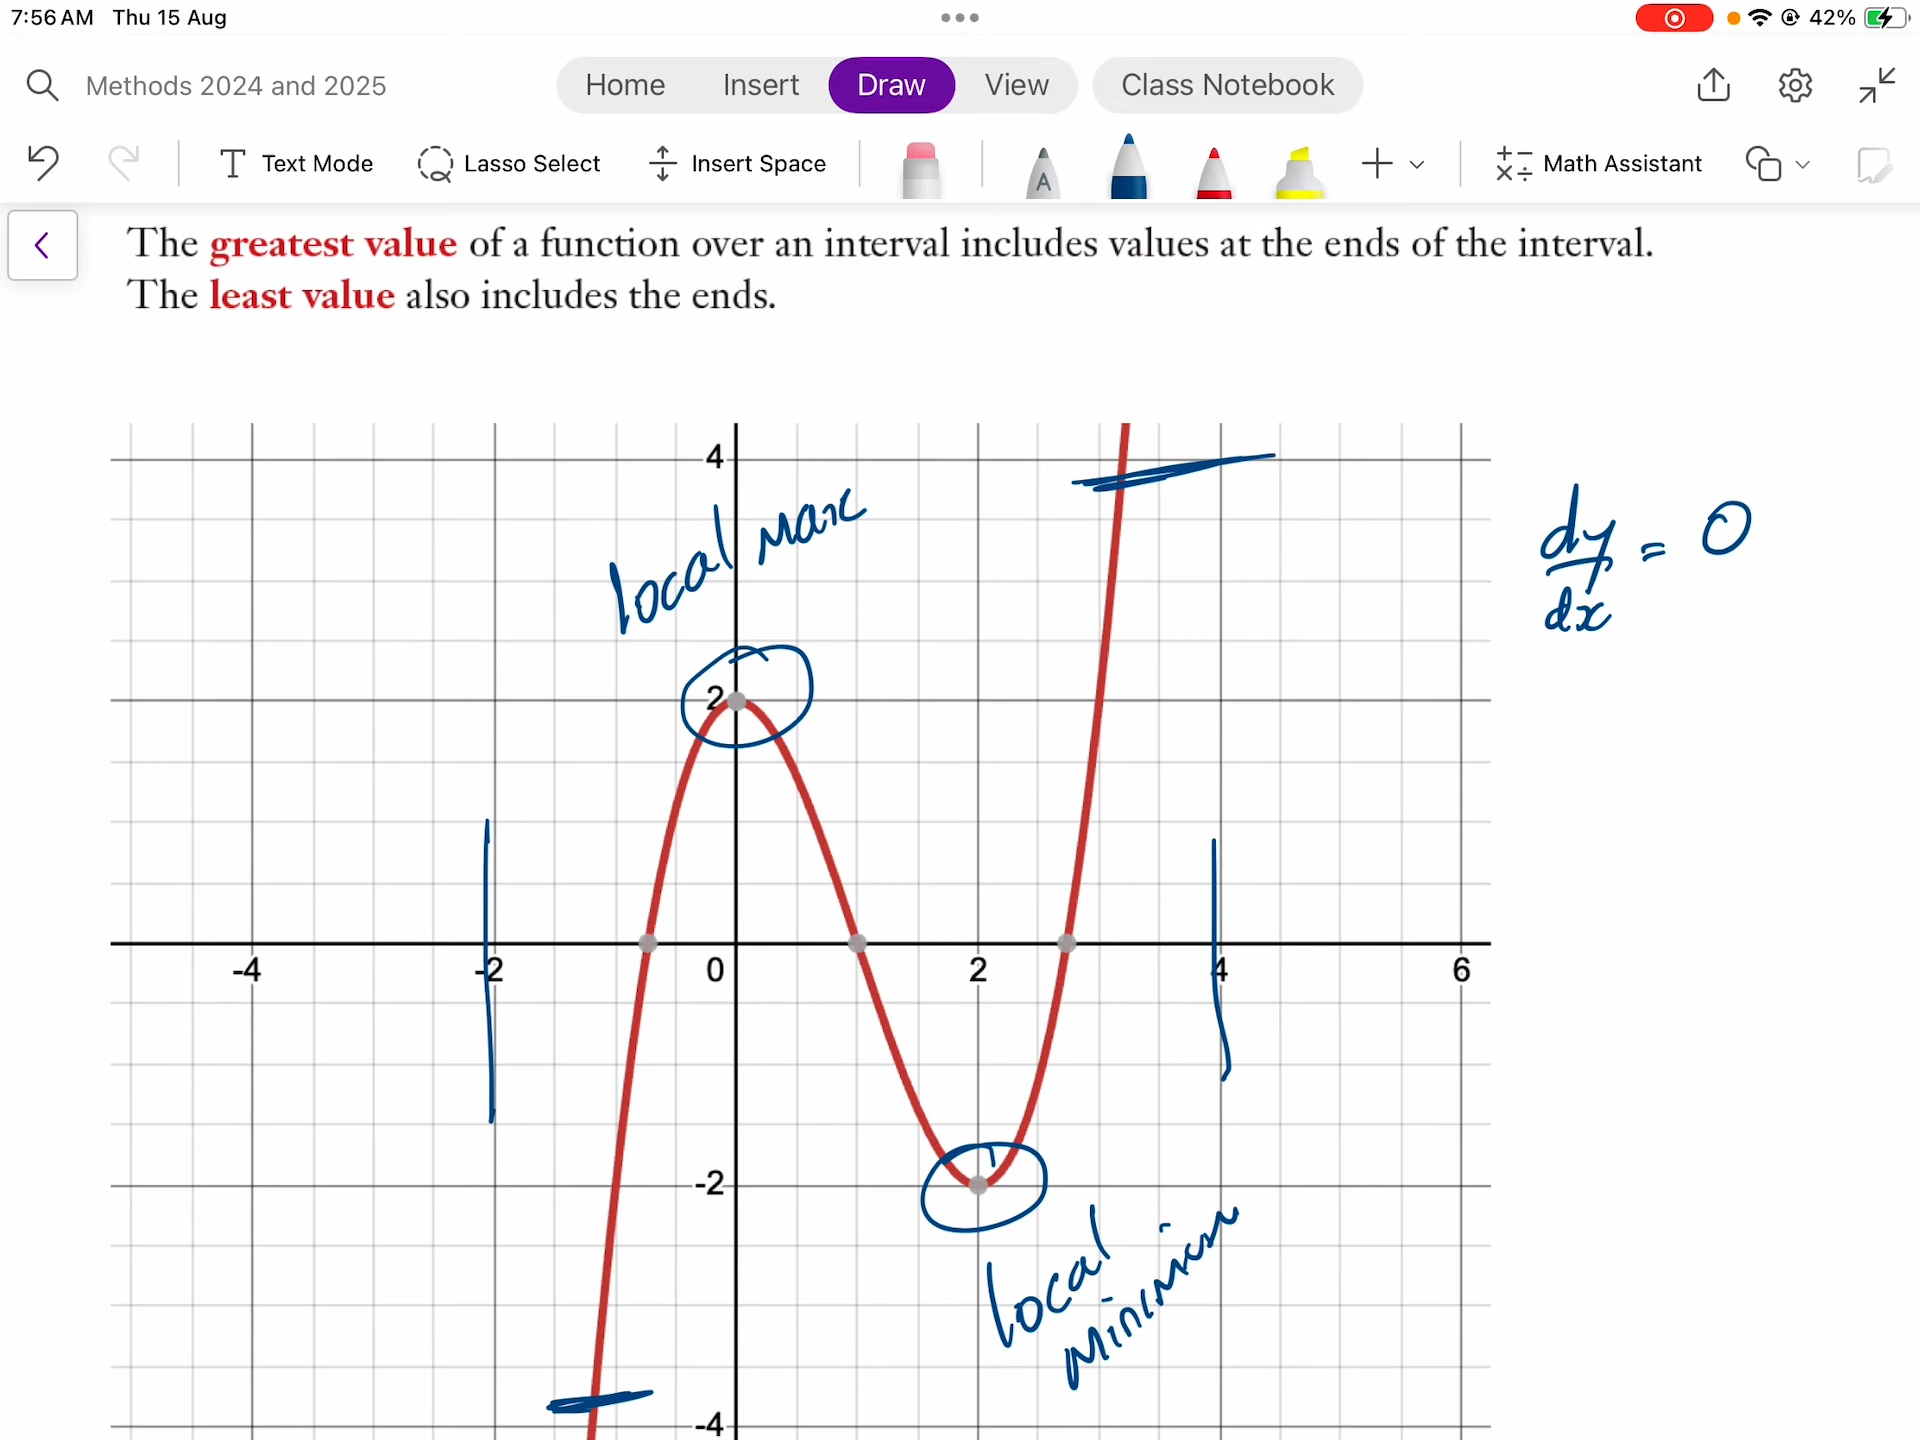 7:56 AM Thu 15 Aug
42%
Methods 2024 and 2025
Home Insert Draw View Class Notebook
T Text Mode Lasso Select Insert Space A Math Assistant
The greatest value of a function over an interval includes values at the ends of the interval.
The least value also includes the ends.
4
local max
dy/dx = 0
2
-4 -2 0 2 4 6
-2
local
minimum
-4